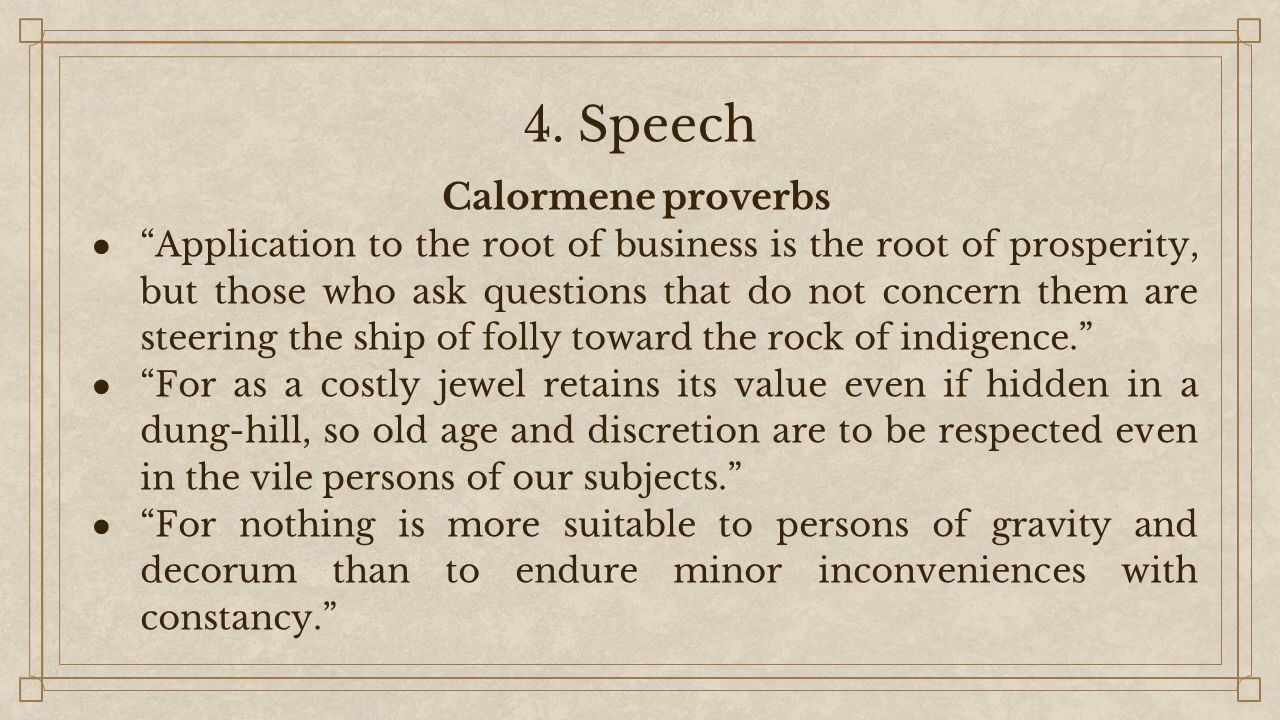 4. Speech
Calormene proverbs
● “Application to the root of business is the root of prosperity,
but those who ask questions that do not concern them are
steering the ship of folly toward the rock of indigence.”
● “For as a costly jewel retains its value even if hidden in a
dung-hill, so old age and discretion are to be respected even
in the vile persons of our subjects.”
● “For nothing is more suitable to persons of gravity and
decorum than to endure minor inconveniences with
constancy.”